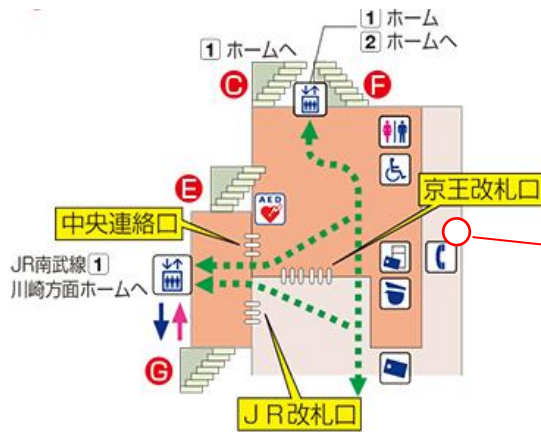 1 ホーム
2 ホームへ
1 ホームへ
C
F
E
AED
京王改札口
中央連絡口
JR南武線 1
川崎方面ホームへ
G
JR改札口